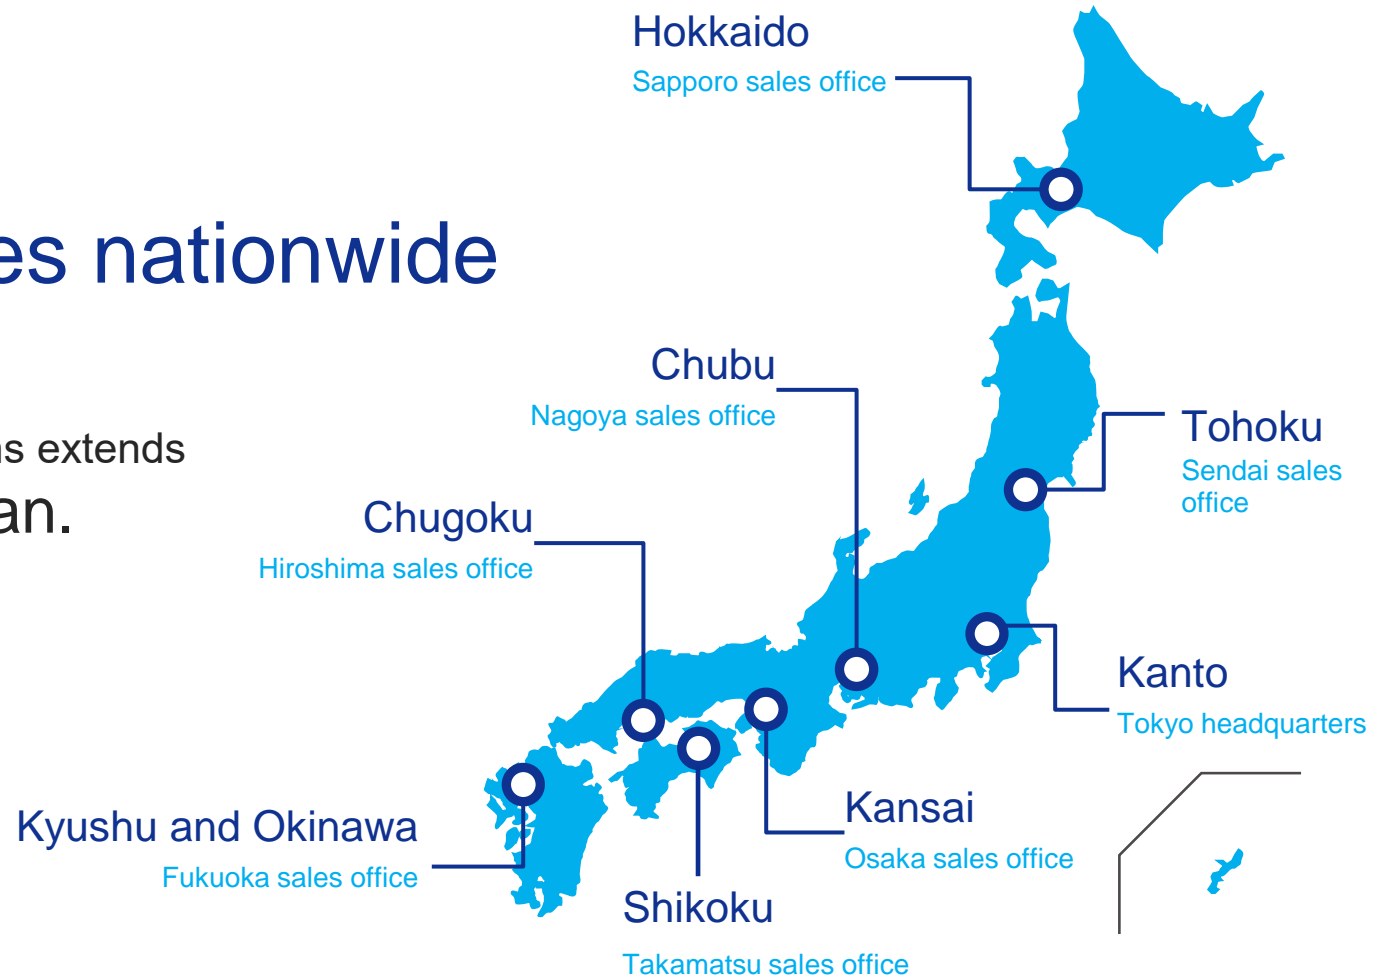 Hokkaido
Sapporo sales office
es nationwide
Chubu
Nagoya sales office
ns extends
an.
Tohoku
Sendai sales
office
Chugoku
Hiroshima sales office
Kanto
Tokyo headquarters
Kansai
Osaka sales office
Kyushu and Okinawa
Fukuoka sales office
Shikoku
Takamatsu sales office